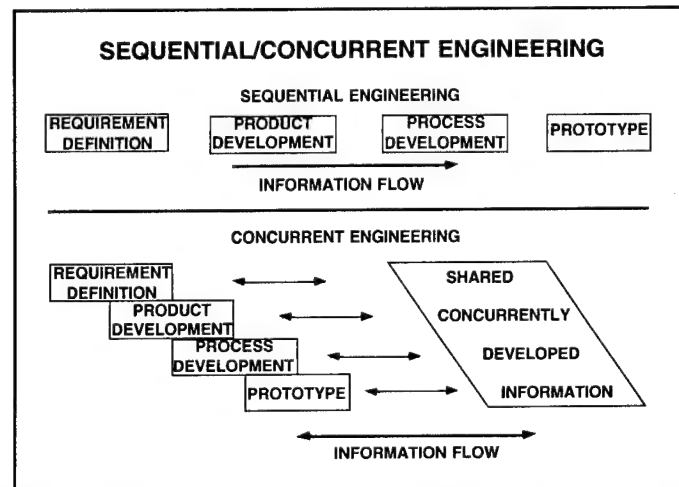 SEQUENTIAL/CONCURRENT ENGINEERING
SEQUENTIAL ENGINEERING
REQUIREMENT
DEFINITION
PRODUCT
DEVELOPMENT
PROCESS
DEVELOPMENT
PROTOTYPE
INFORMATION FLOW
CONCURRENT ENGINEERING
REQUIREMENT
DEFINITION
PRODUCT
DEVELOPMENT
PROCESS
DEVELOPMENT
PROTOTYPE
SHARED
CONCURRENTLY
DEVELOPED
INFORMATION
INFORMATION FLOW